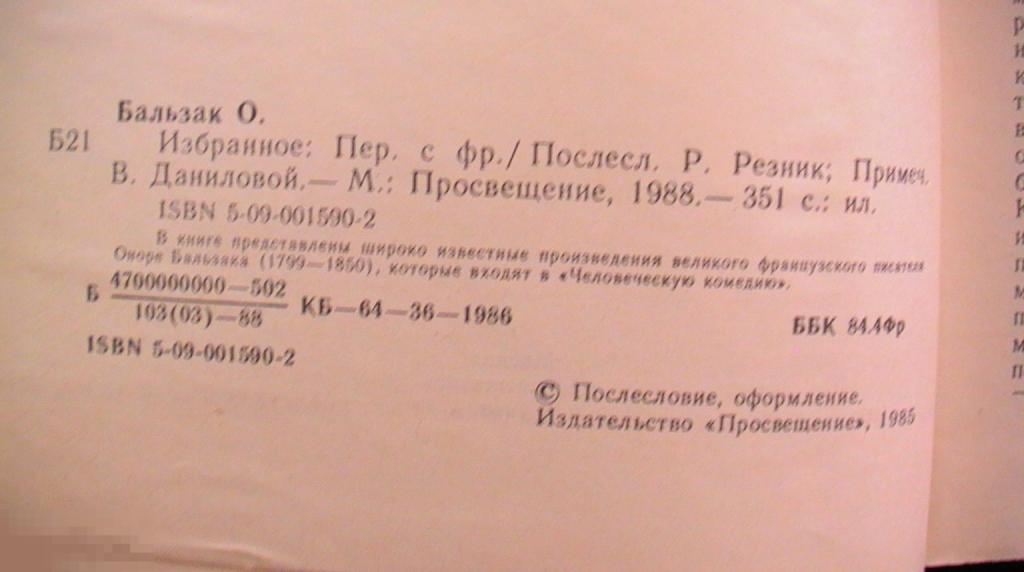 Бальзак О.
Б21 Избранное: Пер. с фр./ Послесл. Р. Резник; Примеч.
В. Даниловой.— М.: Просвещение, 1988.— 351 с.: ил.
ISBN 5-09-001590-2
В книге представлены широко известные произведения великого французского писателя
Оноре Бальзака (1799—1850), которые входят в «Человеческую комедию».
Б 4700000000—502
103(03)—88
КБ—64—36—1986
ББК 84.4Фр
ISBN 5-09-001590-2
© Послесловие, оформление.
Издательство «Просвещение», 1985